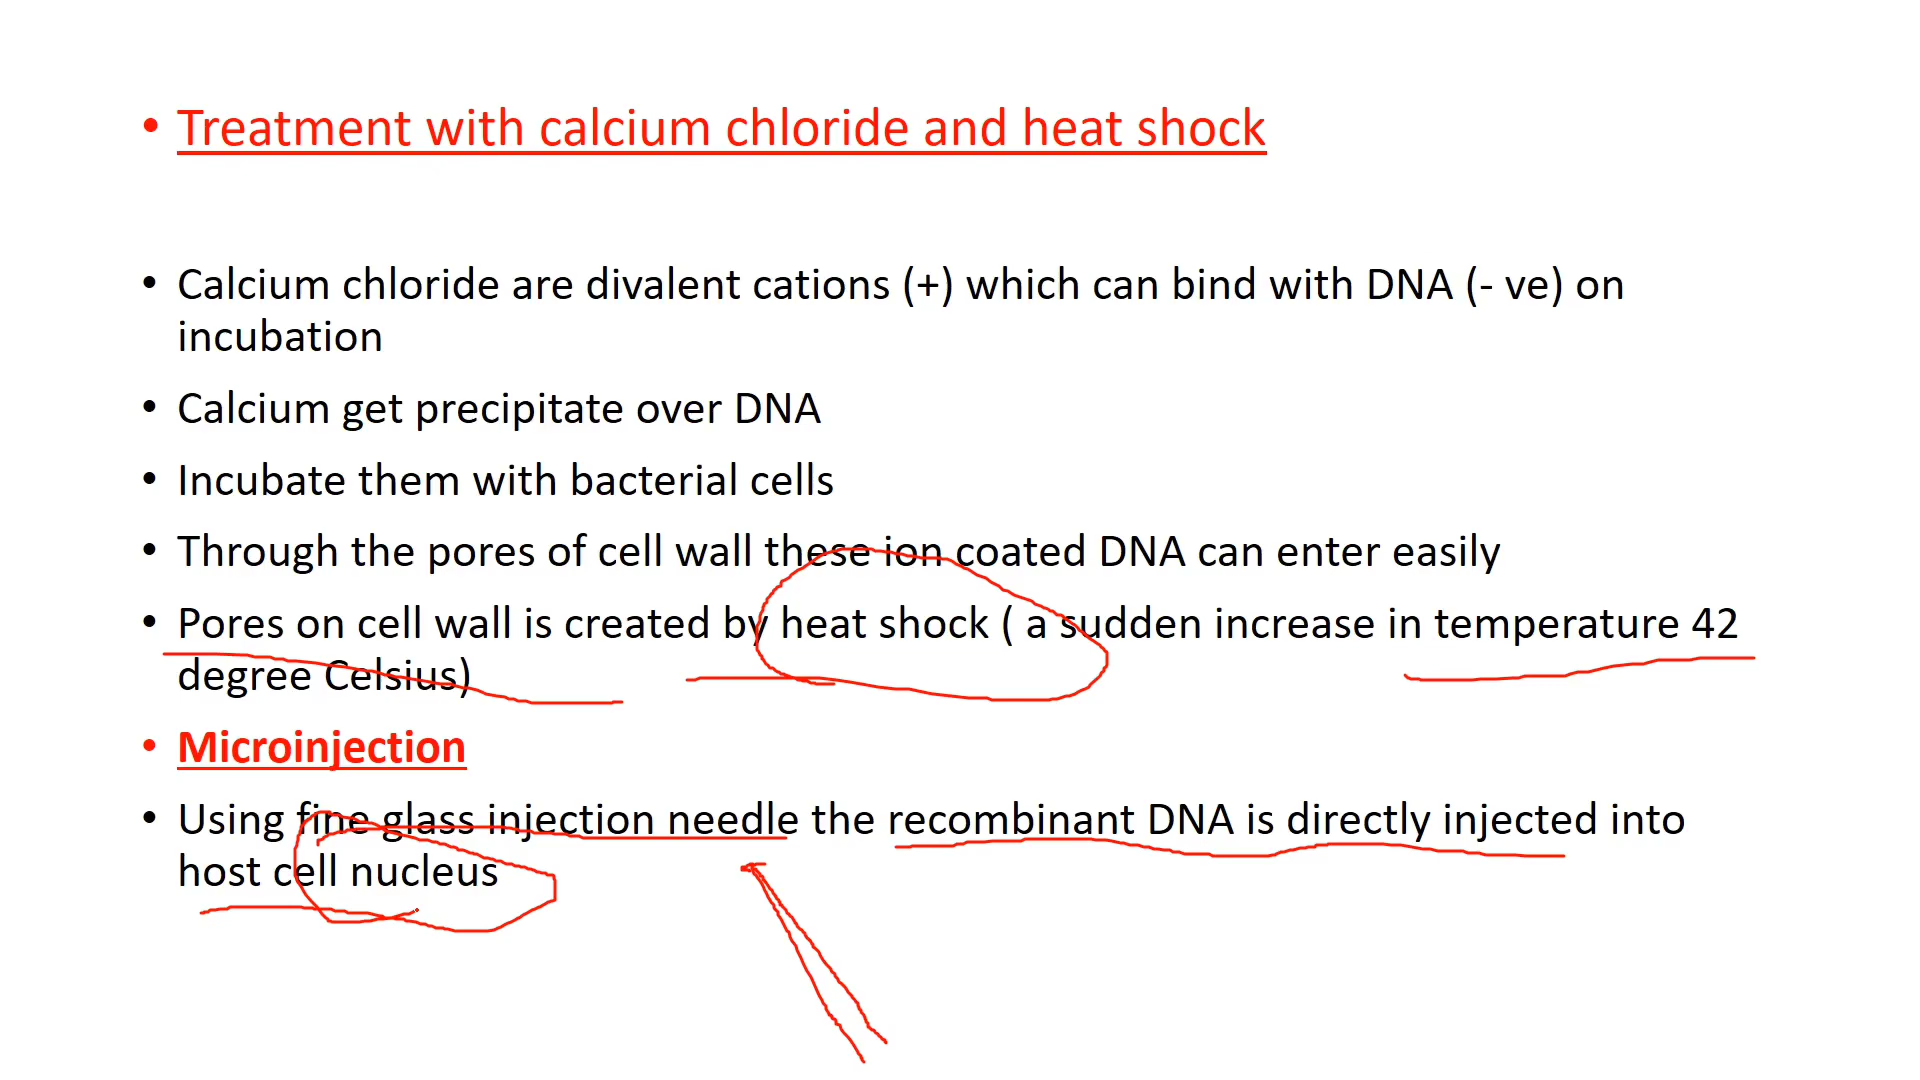 • Treatment with calcium chloride and heat shock
• Calcium chloride are divalent cations (+) which can bind with DNA (- ve) on
incubation
• Calcium get precipitate over DNA
• Incubate them with bacterial cells
• Through the pores of cell wall these ion coated DNA can enter easily
• Pores on cell wall is created by heat shock ( a sudden increase in temperature 42
degree Celsius)
• Microinjection
• Using fine glass injection needle the recombinant DNA is directly injected into
host cell nucleus